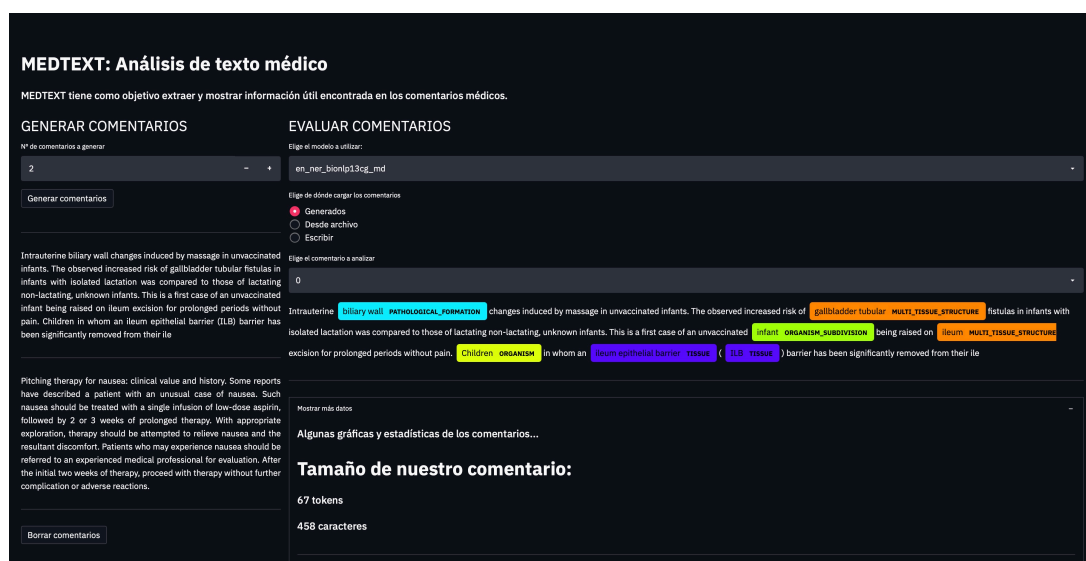 MEDTEXT: Análisis de texto médico
MEDTEXT tiene como objetivo extraer y mostrar información útil encontrada en los comentarios médicos.
GENERAR COMENTARIOS
Nº de comentarios a generar
2
− +
Generar comentarios
Intrauterine biliary wall changes induced by massage in unvaccinated
infants. The observed increased risk of gallbladder tubular fistulas in
infants with isolated lactation was compared to those of lactating
non-lactating, unknown infants. This is a first case of an unvaccinated
infant being raised on ileum excision for prolonged periods without
pain. Children in whom an ileum epithelial barrier (ILB) barrier has
been significantly removed from their ile
Pitching therapy for nausea: clinical value and history. Some reports
have described a patient with an unusual case of nausea. Such
nausea should be treated with a single infusion of low-dose aspirin,
followed by 2 or 3 weeks of prolonged therapy. With appropriate
exploration, therapy should be attempted to relieve nausea and the
resultant discomfort. Patients who may experience nausea should be
referred to an experienced medical professional for evaluation. After
the initial two weeks of therapy, proceed with therapy without further
complication or adverse reactions.
Borrar comentarios
EVALUAR COMENTARIOS
Elige el modelo a utilizar:
en_ner_bionlp13cg_md
Elige de dónde cargar los comentarios
Generados
Desde archivo
Escribir
Elige el comentario a analizar
0
Intrauterine biliary wall PATHOLOGICAL_FORMATION changes induced by massage in unvaccinated infants. The observed increased risk of gallbladder tubular MULTI_TISSUE_STRUCTURE fistulas in infants with
isolated lactation was compared to those of lactating non-lactating, unknown infants. This is a first case of an unvaccinated infant ORGANISM_SUBDIVISION being raised on ileum MULTI_TISSUE_STRUCTURE
excision for prolonged periods without pain. Children ORGANISM in whom an ileum epithelial barrier TISSUE ( ILB TISSUE ) barrier has been significantly removed from their ile
Mostrar más datos
−
Algunas gráficas y estadísticas de los comentarios...
Tamaño de nuestro comentario:
67 tokens
458 caracteres